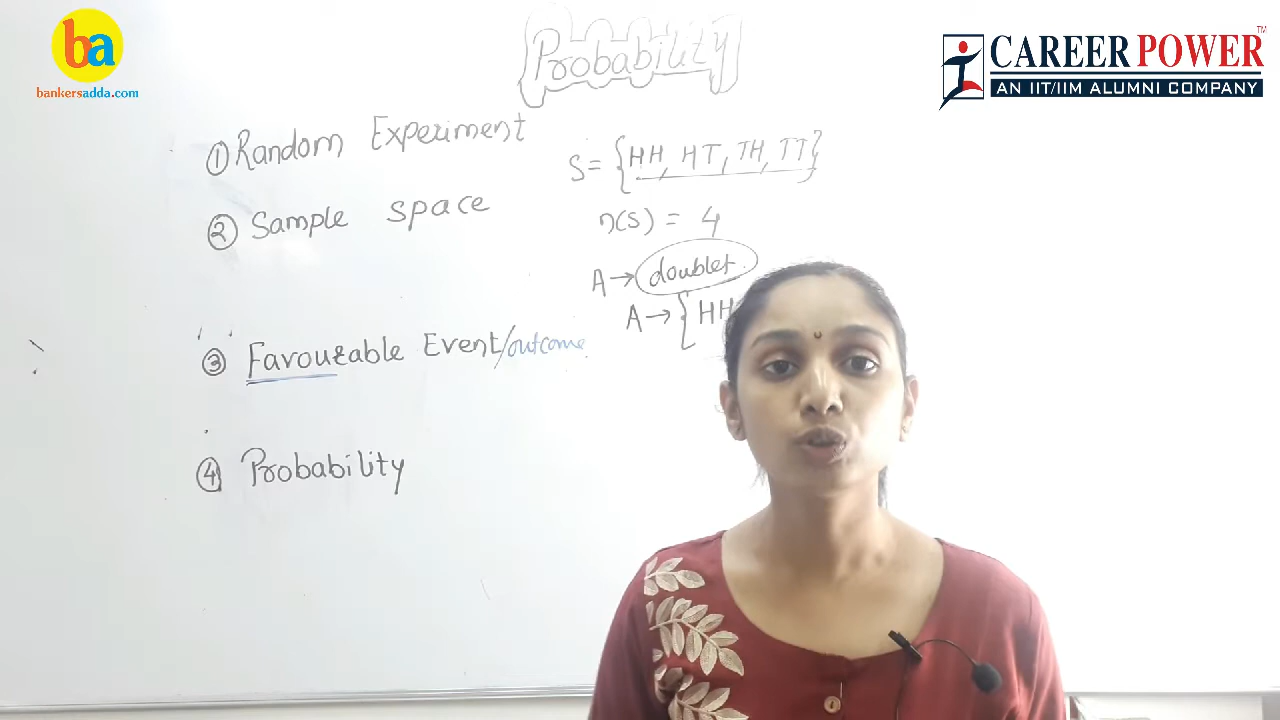 ba
bankersadda.com
Probability
CAREER POWER
TM
AN IIT/IIM ALUMNI COMPANY
① Random Experiment
S = {HH, HT, TH, TT}
② Sample space
n(S) = 4
A → doublet
A → {HH
③ Favourable Event/outcome
④ Probability